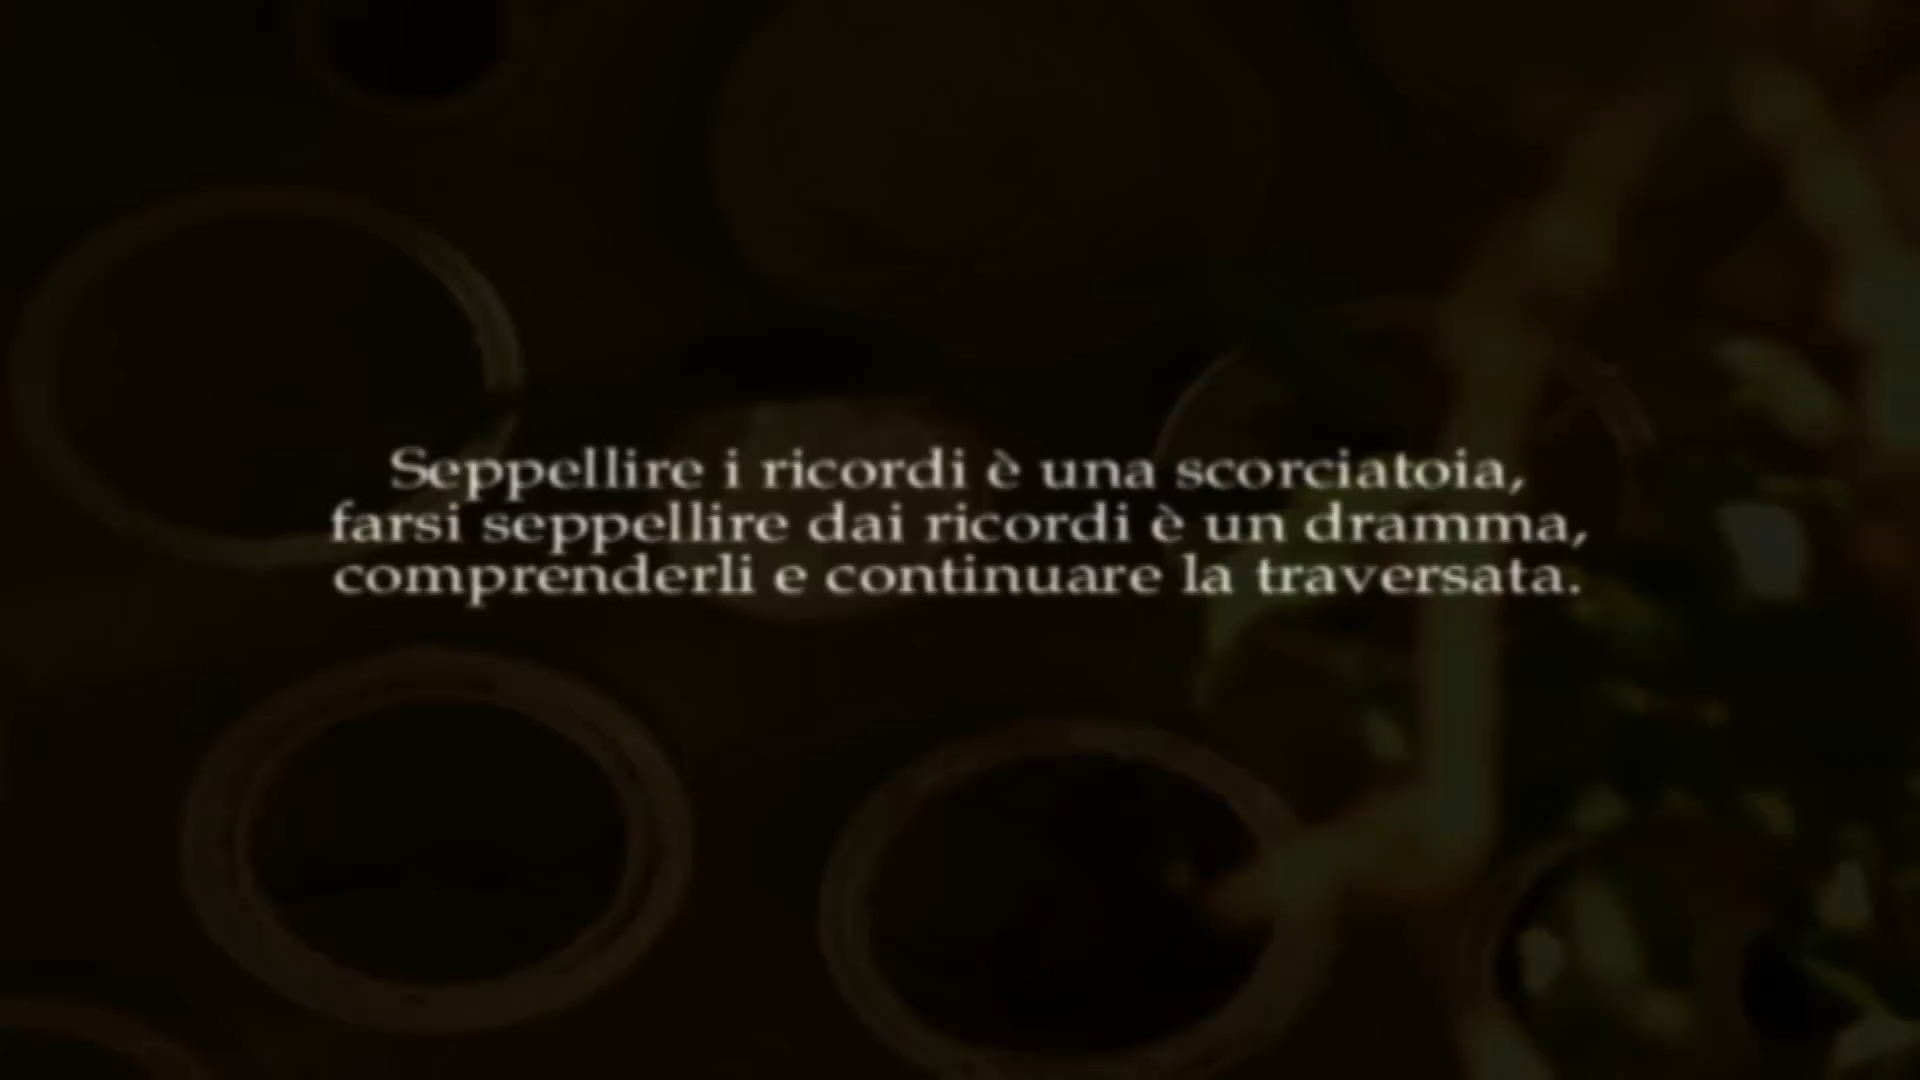 Seppellire i ricordi è una scorciatoia,
farsi seppellire dai ricordi è un dramma,
comprenderli e continuare la traversata.